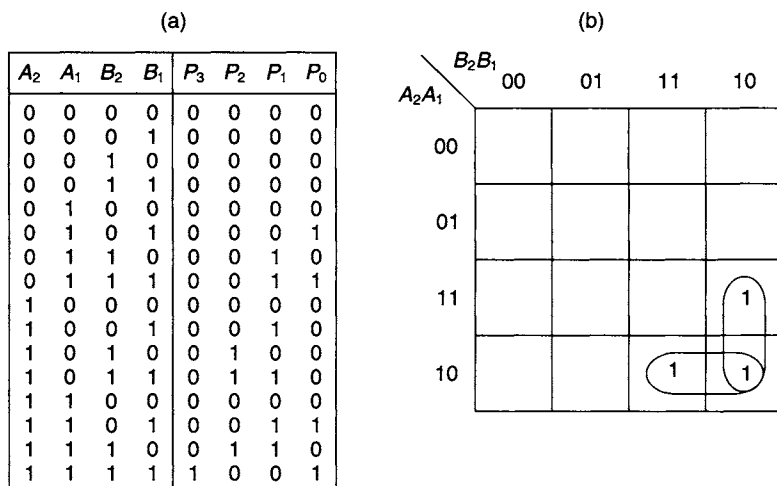 (a)
A₂ A₁ B₂ B₁ P₃ P₂ P₁ P₀
0 0 0 0 0 0 0 0
0 0 0 1 0 0 0 0
0 0 1 0 0 0 0 0
0 0 1 1 0 0 0 0
0 1 0 0 0 0 0 0
0 1 0 1 0 0 0 1
0 1 1 0 0 0 1 0
0 1 1 1 0 0 1 1
1 0 0 0 0 0 0 0
1 0 0 1 0 0 1 0
1 0 1 0 0 1 0 0
1 0 1 1 0 1 1 0
1 1 0 0 0 0 0 0
1 1 0 1 0 0 1 1
1 1 1 0 0 1 1 0
1 1 1 1 1 0 0 1
(b)
B₂B₁
00 01 11 10
A₂A₁
00
01
11 1
10 1 1